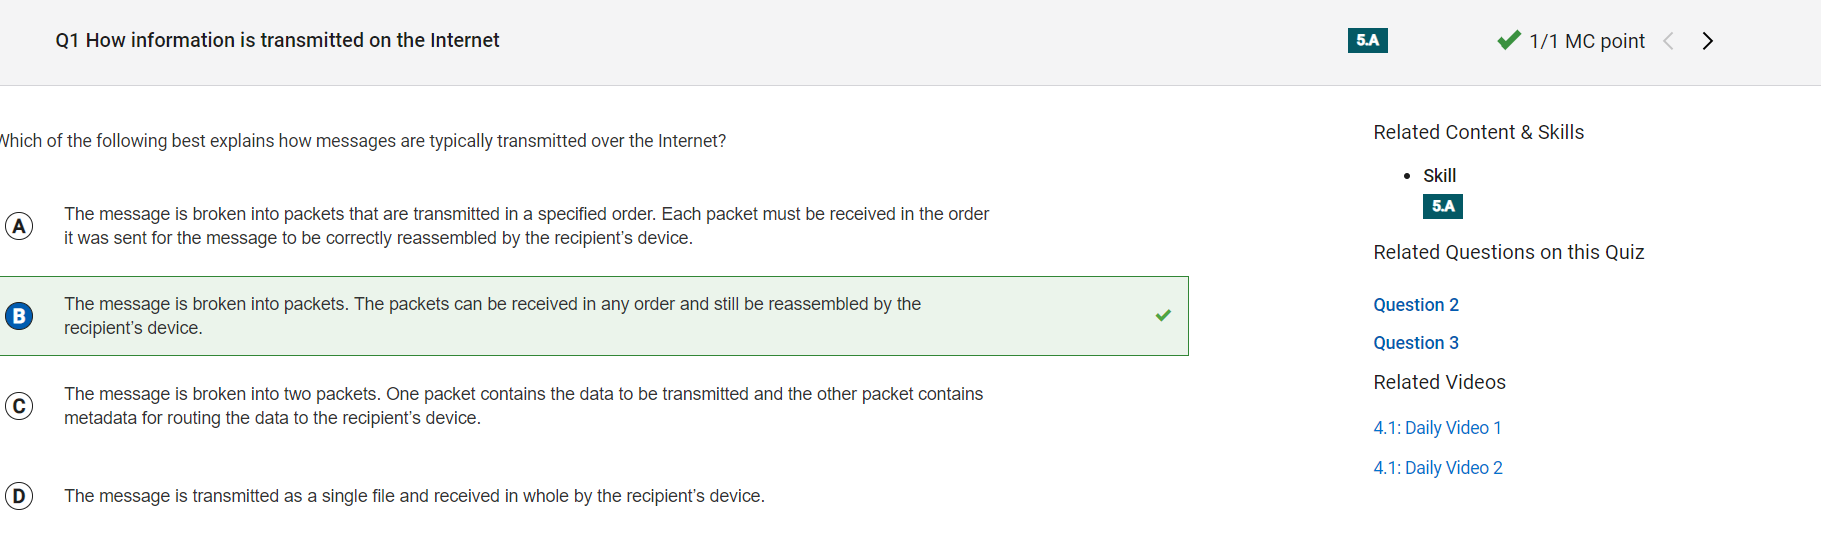 Q1 How information is transmitted on the Internet
5.A
1/1 MC point
Which of the following best explains how messages are typically transmitted over the Internet?
A
The message is broken into packets that are transmitted in a specified order. Each packet must be received in the order
it was sent for the message to be correctly reassembled by the recipient’s device.
B
The message is broken into packets. The packets can be received in any order and still be reassembled by the
recipient’s device.
C
The message is broken into two packets. One packet contains the data to be transmitted and the other packet contains
metadata for routing the data to the recipient’s device.
D
The message is transmitted as a single file and received in whole by the recipient’s device.
Related Content & Skills
• Skill
5.A
Related Questions on this Quiz
Question 2
Question 3
Related Videos
4.1: Daily Video 1
4.1: Daily Video 2